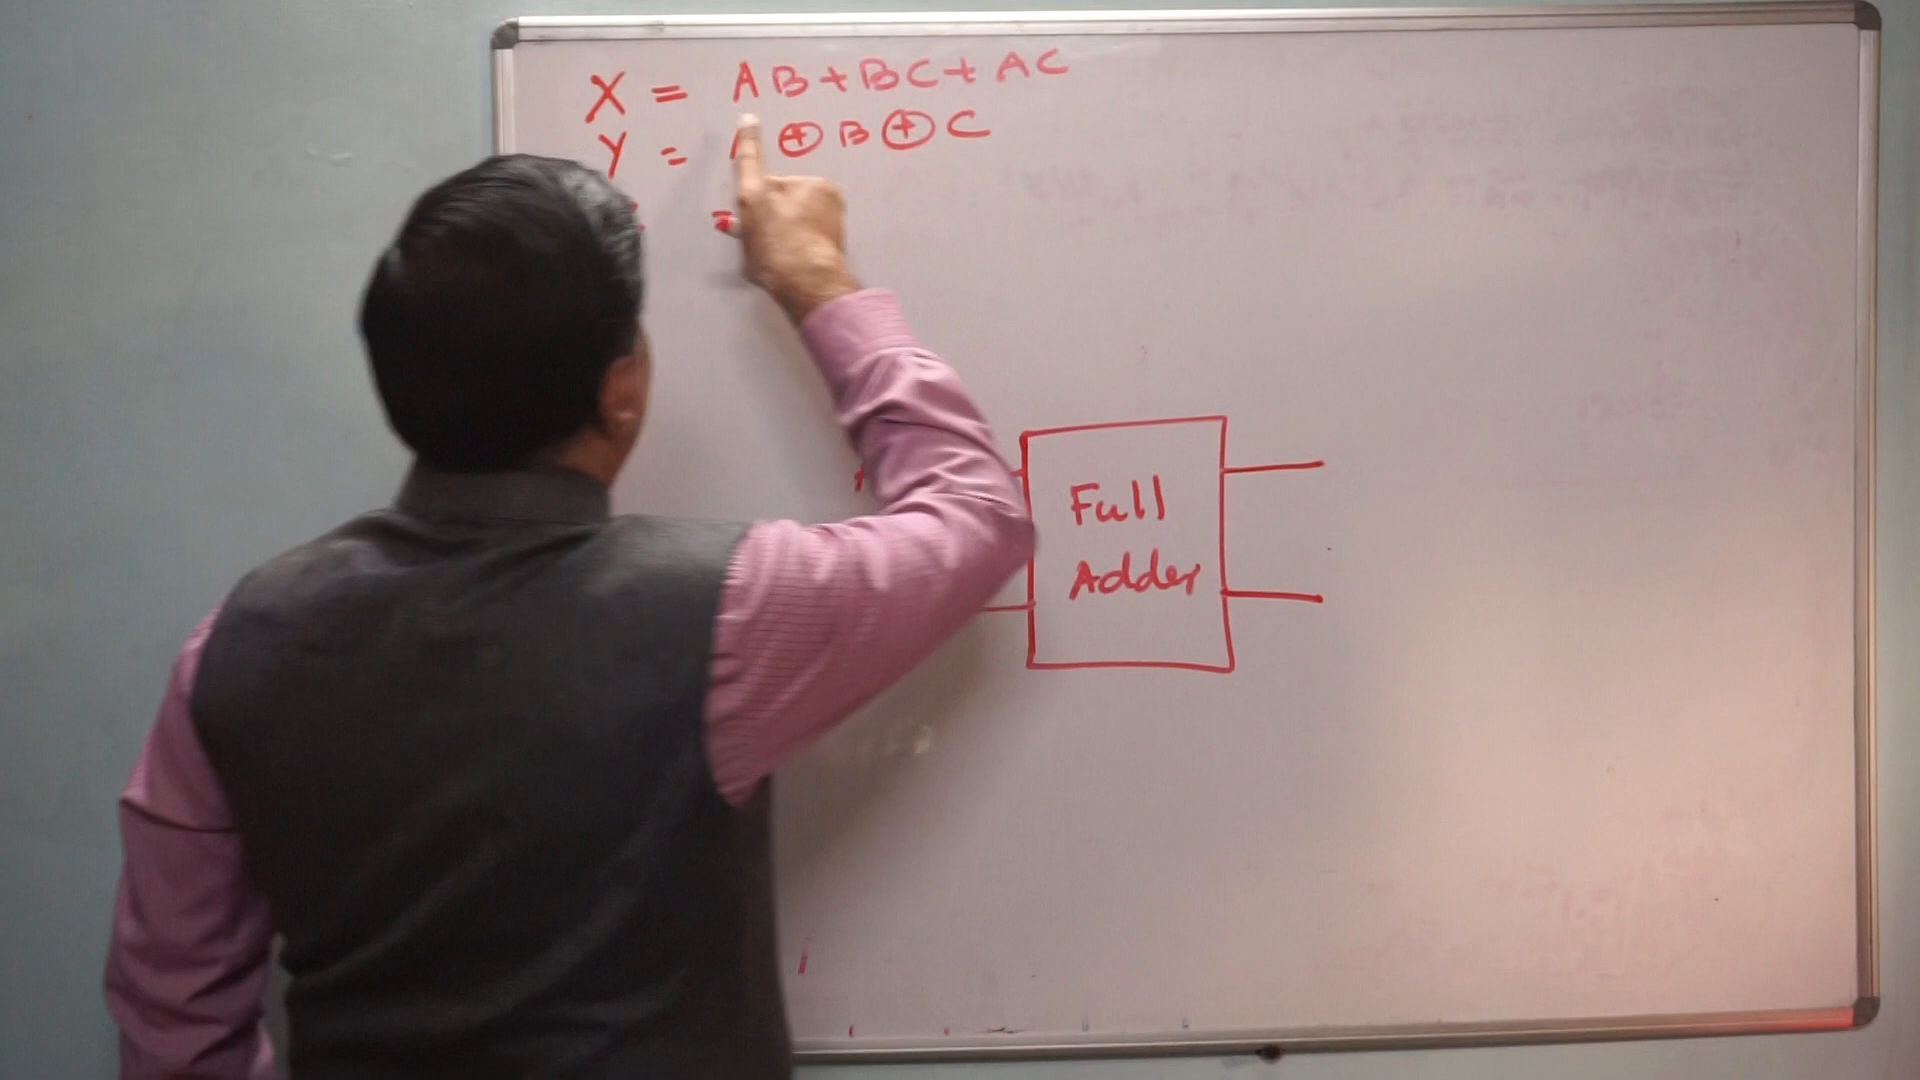 X = AB + BC + AC
Y = A ⊕ B ⊕ C
=
Full
Adder